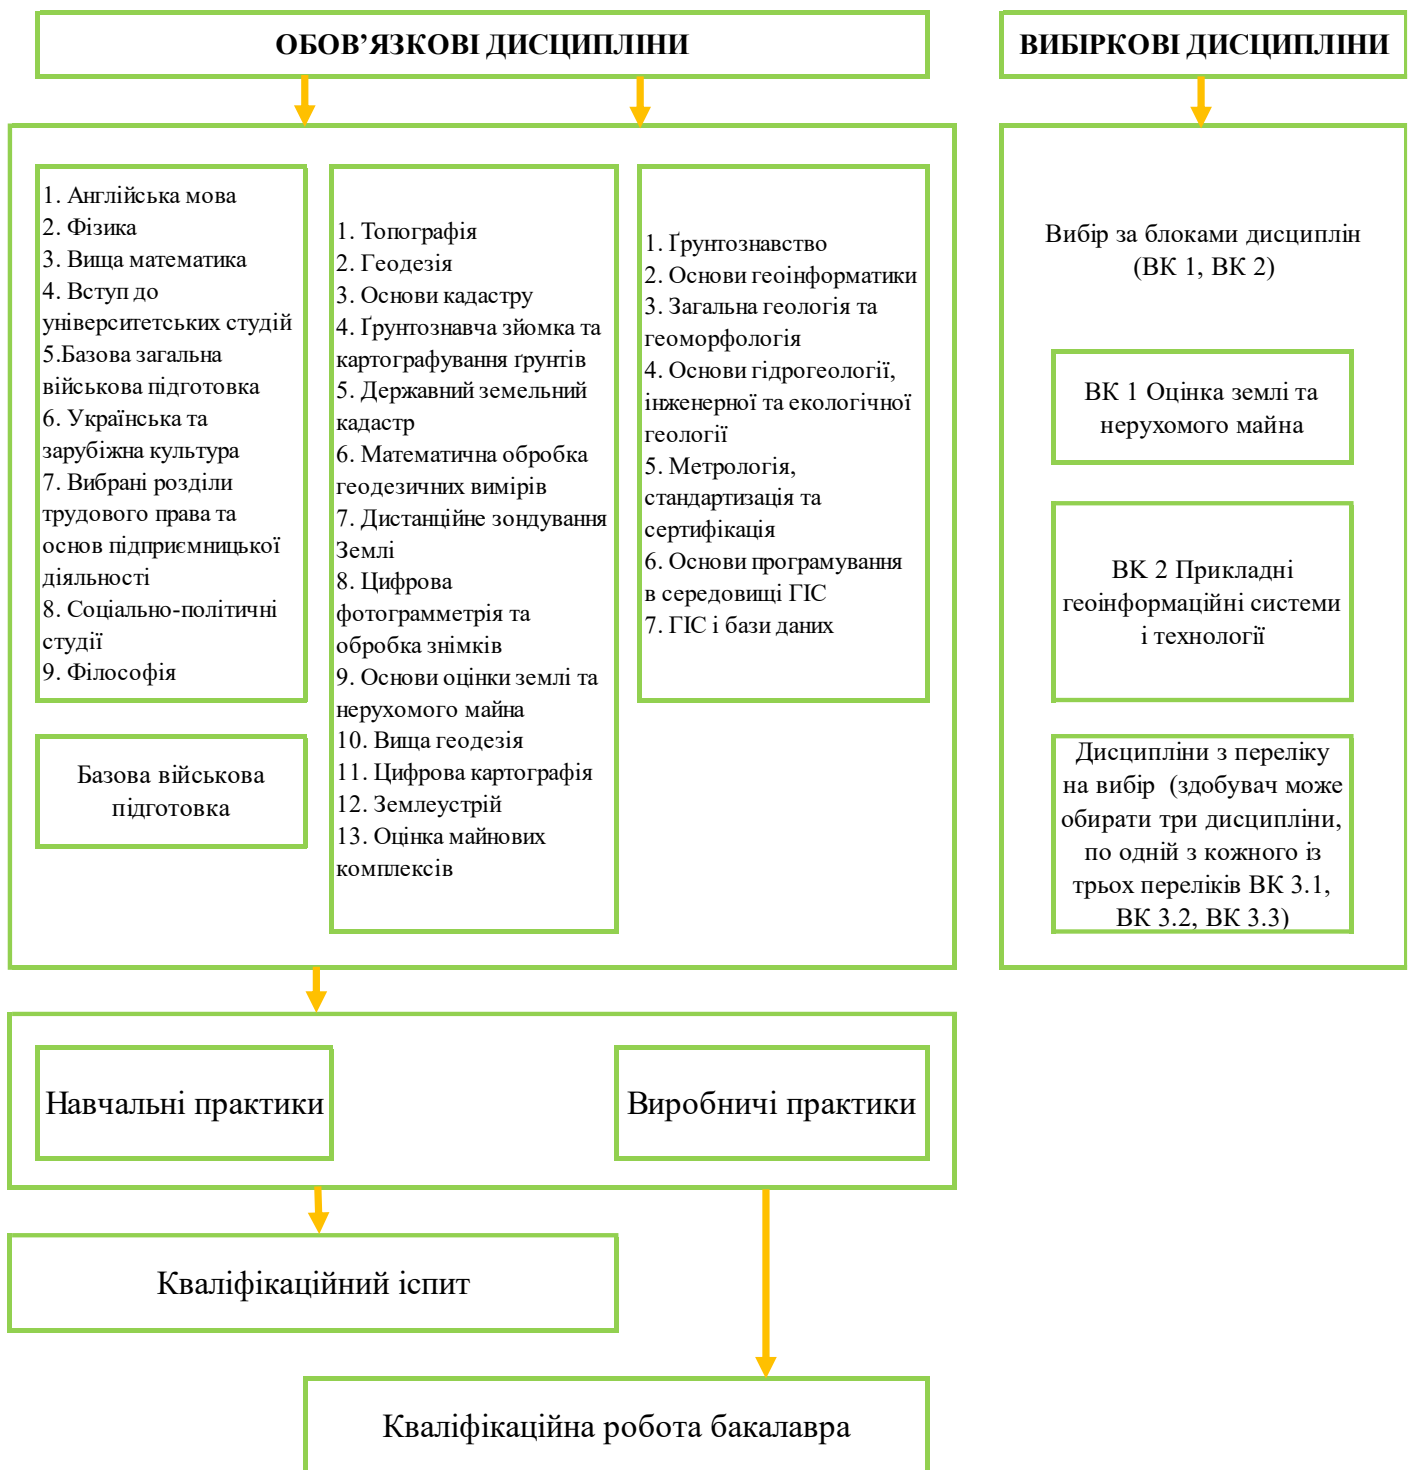 ОБОВ’ЯЗКОВІ ДИСЦИПЛІНИ
1. Англійська мова
2. Фізика
3. Вища математика
4. Вступ до
університетських студій
5.Базова загальна
військова підготовка
6. Українська та
зарубіжна культура
7. Вибрані розділи
трудового права та
основ підприємницької
діяльності
8. Соціально-політичні
студії
9. Філософія
Базова військова
підготовка
1. Топографія
2. Геодезія
3. Основи кадастру
4. Ґрунтознавча зйомка та
картографування ґрунтів
5. Державний земельний
кадастр
6. Математична обробка
геодезичних вимірів
7. Дистанційне зондування
Землі
8. Цифрова
фотограмметрія та
обробка знімків
9. Основи оцінки землі та
нерухомого майна
10. Вища геодезія
11. Цифрова картографія
12. Землеустрій
13. Оцінка майнових
комплексів
1. Ґрунтознавство
2. Основи геоінформатики
3. Загальна геологія та
геоморфологія
4. Основи гідрогеології,
інженерної та екологічної
геології
5. Метрологія,
стандартизація та
сертифікація
6. Основи програмування
в середовищі ГІС
7. ГІС і бази даних
ВИБІРКОВІ ДИСЦИПЛІНИ
Вибір за блоками дисциплін
(ВК 1, ВК 2)
ВК 1 Оцінка землі та
нерухомого майна
ВК 2 Прикладні
геоінформаційні системи
і технології
Дисципліни з переліку
на вибір (здобувач може
обирати три дисципліни,
по одній з кожного із
трьох переліків ВК 3.1,
ВК 3.2, ВК 3.3)
Навчальні практики
Виробничі практики
Кваліфікаційний іспит
Кваліфікаційна робота бакалавра